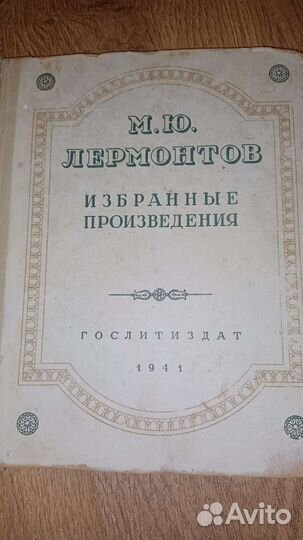 М.Ю.
ЛЕРМОНТОВ
ИЗБРАННЫЕ
ПРОИЗВЕДЕНИЯ
ГОСЛИТИЗДАТ
1941
Avito